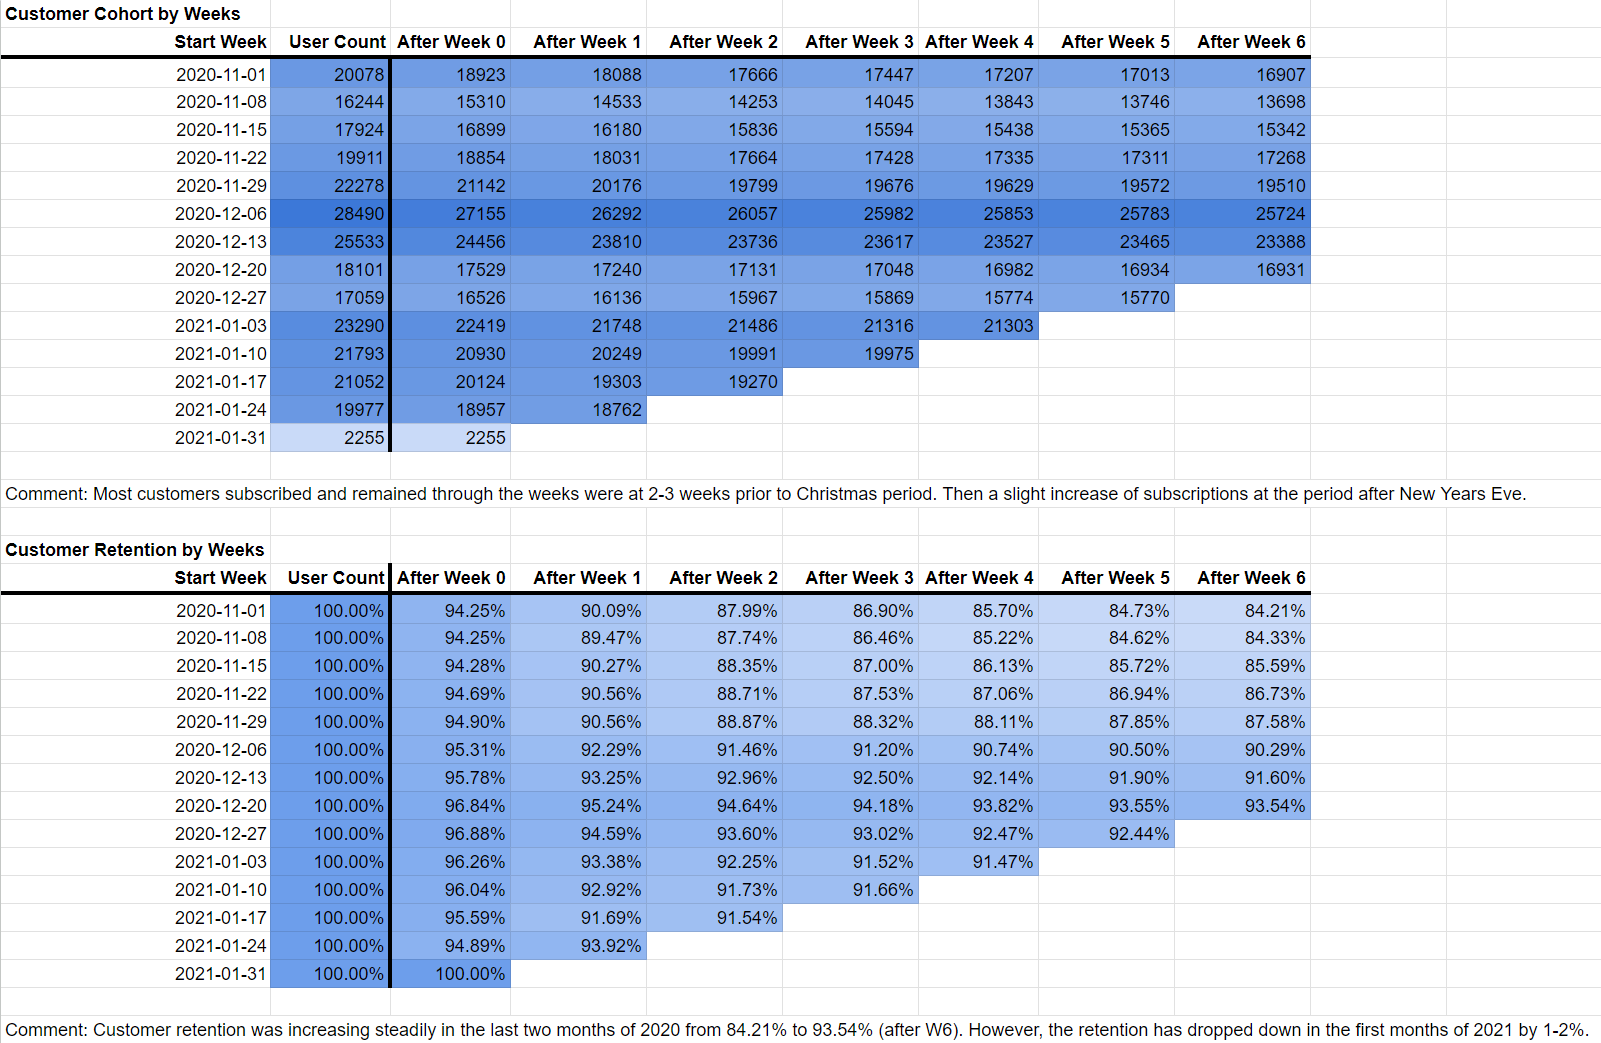 Customer Cohort by Weeks
Start Week User Count After Week 0 After Week 1 After Week 2 After Week 3 After Week 4 After Week 5 After Week 6
2020-11-01 20078 18923 18088 17666 17447 17207 17013 16907
2020-11-08 16244 15310 14533 14253 14045 13843 13746 13698
2020-11-15 17924 16899 16180 15836 15594 15438 15365 15342
2020-11-22 19911 18854 18031 17664 17428 17335 17311 17268
2020-11-29 22278 21142 20176 19799 19676 19629 19572 19510
2020-12-06 28490 27155 26292 26057 25982 25853 25783 25724
2020-12-13 25533 24456 23810 23736 23617 23527 23465 23388
2020-12-20 18101 17529 17240 17131 17048 16982 16934 16931
2020-12-27 17059 16526 16136 15967 15869 15774 15770
2021-01-03 23290 22419 21748 21486 21316 21303
2021-01-10 21793 20930 20249 19991 19975
2021-01-17 21052 20124 19303 19270
2021-01-24 19977 18957 18762
2021-01-31 2255 2255
Comment: Most customers subscribed and remained through the weeks were at 2-3 weeks prior to Christmas period. Then a slight increase of subscriptions at the period after New Years Eve.
Customer Retention by Weeks
Start Week User Count After Week 0 After Week 1 After Week 2 After Week 3 After Week 4 After Week 5 After Week 6
2020-11-01 100.00% 94.25% 90.09% 87.99% 86.90% 85.70% 84.73% 84.21%
2020-11-08 100.00% 94.25% 89.47% 87.74% 86.46% 85.22% 84.62% 84.33%
2020-11-15 100.00% 94.28% 90.27% 88.35% 87.00% 86.13% 85.72% 85.59%
2020-11-22 100.00% 94.69% 90.56% 88.71% 87.53% 87.06% 86.94% 86.73%
2020-11-29 100.00% 94.90% 90.56% 88.87% 88.32% 88.11% 87.85% 87.58%
2020-12-06 100.00% 95.31% 92.29% 91.46% 91.20% 90.74% 90.50% 90.29%
2020-12-13 100.00% 95.78% 93.25% 92.96% 92.50% 92.14% 91.90% 91.60%
2020-12-20 100.00% 96.84% 95.24% 94.64% 94.18% 93.82% 93.55% 93.54%
2020-12-27 100.00% 96.88% 94.59% 93.60% 93.02% 92.47% 92.44%
2021-01-03 100.00% 96.26% 93.38% 92.25% 91.52% 91.47%
2021-01-10 100.00% 96.04% 92.92% 91.73% 91.66%
2021-01-17 100.00% 95.59% 91.69% 91.54%
2021-01-24 100.00% 94.89% 93.92%
2021-01-31 100.00% 100.00%
Comment: Customer retention was increasing steadily in the last two months of 2020 from 84.21% to 93.54% (after W6). However, the retention has dropped down in the first months of 2021 by 1-2%.